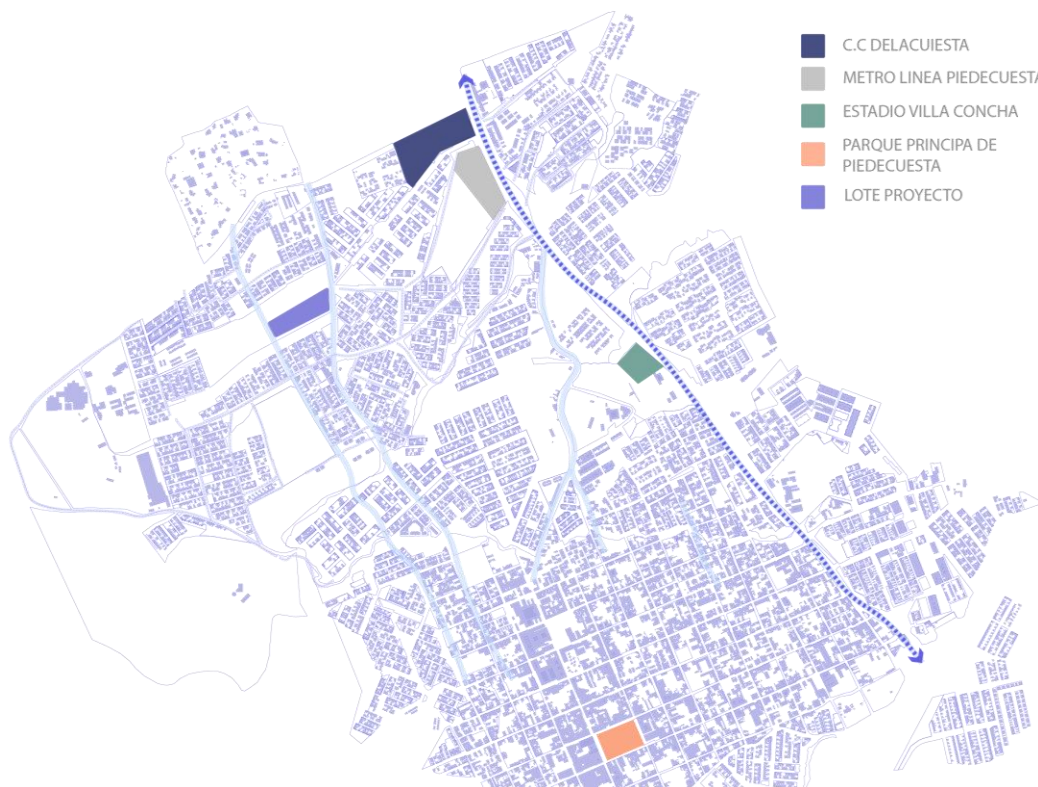 C.C DELACUIESTA
METRO LINEA PIEDECUESTA
ESTADIO VILLA CONCHA
PARQUE PRINCIPA DE
PIEDECUESTA
LOTE PROYECTO